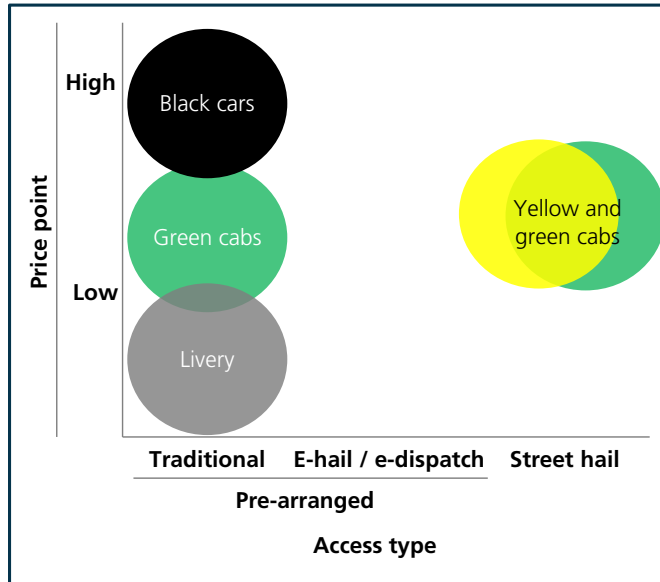 High
Black cars
Price point
Green cabs
Yellow and
green cabs
Low
Livery
Traditional
E-hail / e-dispatch
Street hail
Pre-arranged
Access type